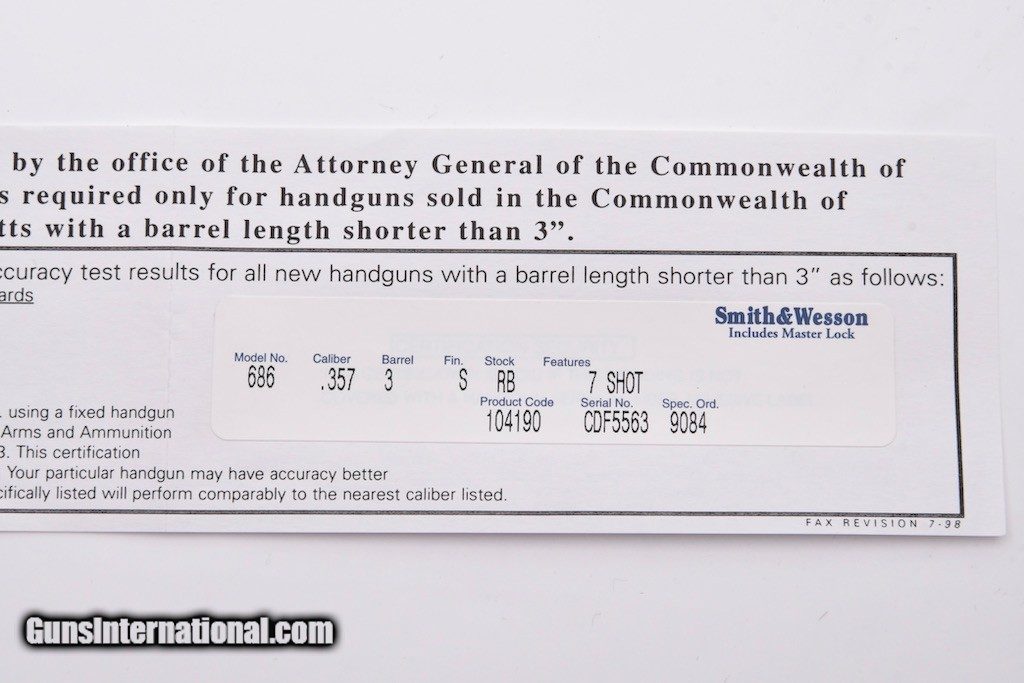 by the office of the Attorney General of the Commonwealth of
required only for handguns sold in the Commonwealth of
tts with a barrel length shorter than 3”.
ccuracy test results for all new handguns with a barrel length shorter than 3” as follows:
ards
Smith&Wesson
Includes Master Lock
Model No. Caliber Barrel Fin. Stock Features
686 .357 3 S RB 7 SHOT
Product Code Serial No. Spec. Ord.
104190 CDF5563 9084
. using a fixed handgun
Arms and Ammunition
3. This certification
Your particular handgun may have accuracy better
cifically listed will perform comparably to the nearest caliber listed.
FAX REVISION 7-98
GunsInternational.com